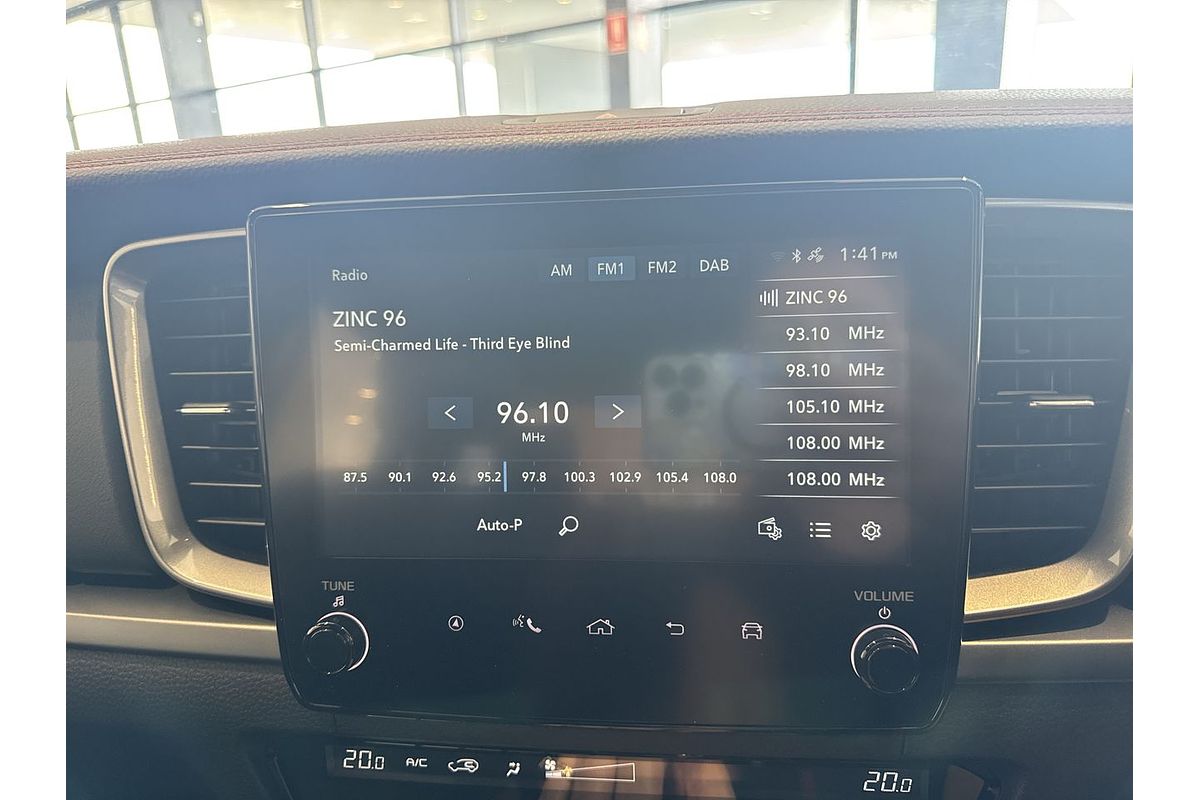 Radio
AM FM1 FM2 DAB
1:41 PM
ZINC 96
Semi-Charmed Life - Third Eye Blind
96.10
MHz
87.5 90.1 92.6 95.2 97.8 100.3 102.9 105.4 108.0
Auto-P
ZINC 96
93.10 MHz
98.10 MHz
105.10 MHz
108.00 MHz
108.00 MHz
TUNE
VOLUME
20.0 A/C
20.0